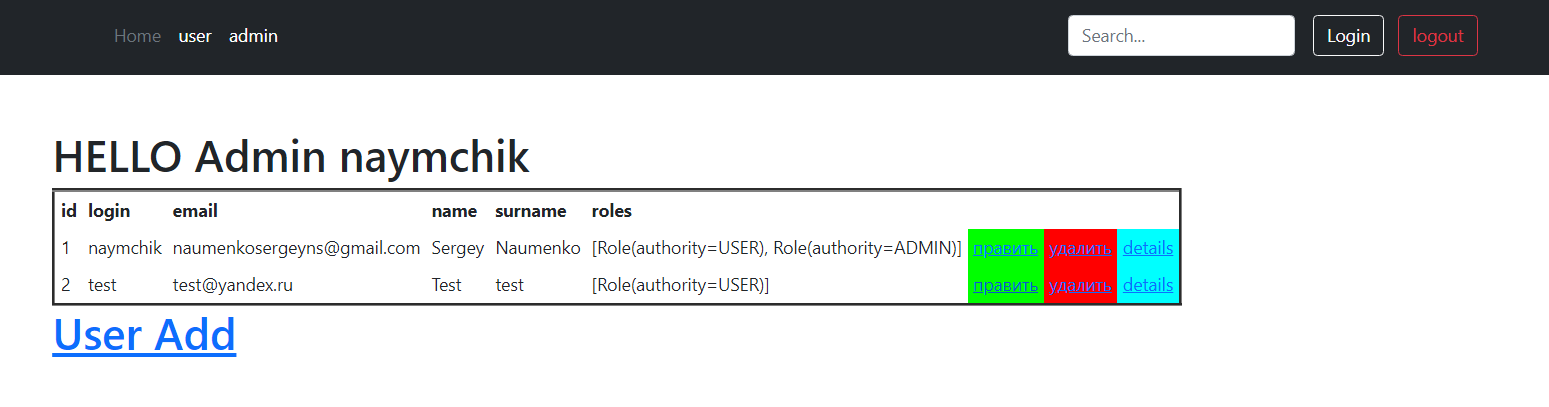 Home user admin Search... Login logout
HELLO Admin naymchik
id login email name surname roles
1 naymchik naumenkosergeyns@gmail.com Sergey Naumenko [Role(authority=USER), Role(authority=ADMIN)] править удалить details
2 test test@yandex.ru Test test [Role(authority=USER)] править удалить details
User Add